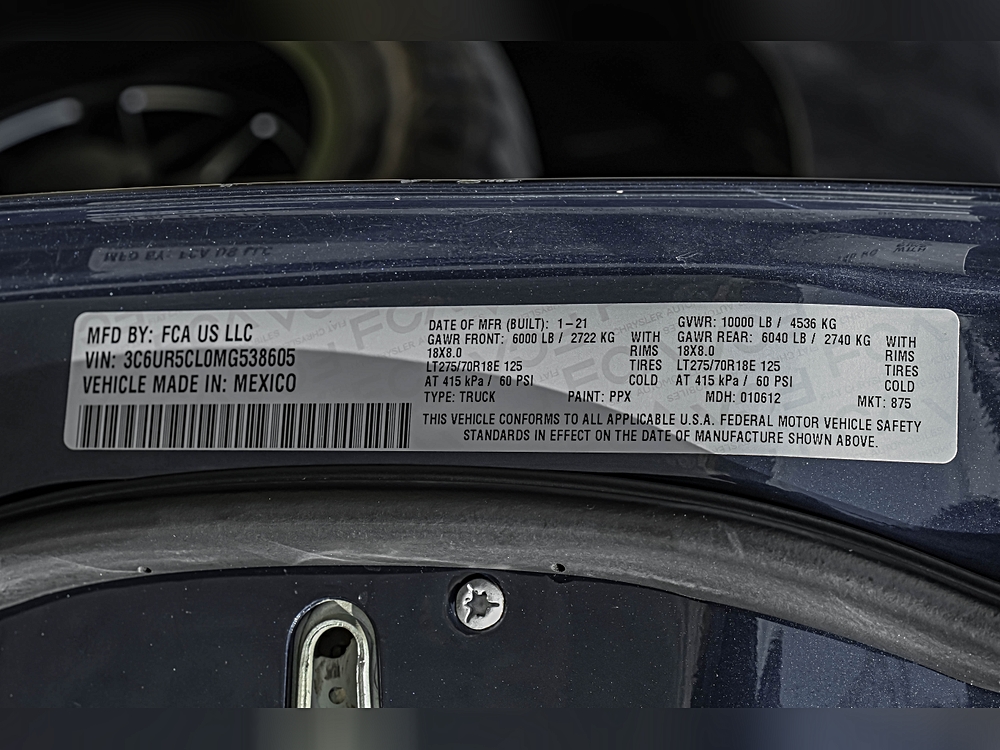 MFD BY: FCA US LLC
VIN: 3C6UR5CL0MG538605
VEHICLE MADE IN: MEXICO
DATE OF MFR (BUILT): 1-21
GAWR FRONT: 6000 LB / 2722 KG WITH
18X8.0 RIMS
LT275/70R18E 125 TIRES
AT 415 kPa / 60 PSI COLD
GVWR: 10000 LB / 4536 KG
GAWR REAR: 6040 LB / 2740 KG WITH
18X8.0 RIMS
LT275/70R18E 125 TIRES
AT 415 kPa / 60 PSI COLD
TYPE: TRUCK PAINT: PPX MDH: 010612 MKT: 875
THIS VEHICLE CONFORMS TO ALL APPLICABLE U.S.A. FEDERAL MOTOR VEHICLE SAFETY
STANDARDS IN EFFECT ON THE DATE OF MANUFACTURE SHOWN ABOVE.